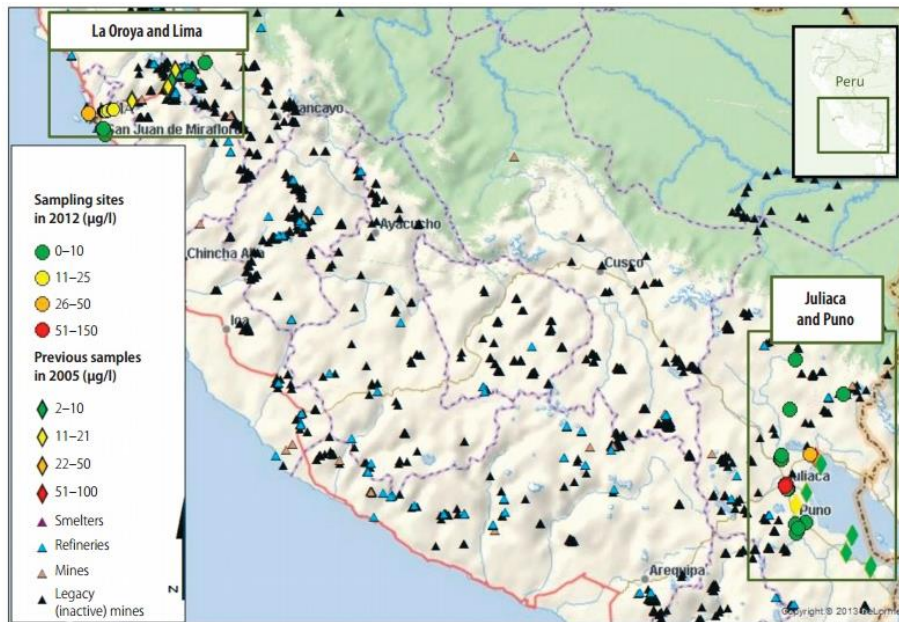 La Oroya and Lima
Peru
San Juan de Miraflor
Ayacucho
Chincha Alta
Cusco
Ica
Juliaca
and Puno
Juliaca
Puno
Arequipa
Sampling sites
in 2012 (µg/l)
0–10
11–25
26–50
51–150
Previous samples
in 2005 (µg/l)
2–10
11–21
22–50
51–100
Smelters
Refineries
Mines
Legacy
(inactive) mines
Z
Copyright © 2013 DeLorme